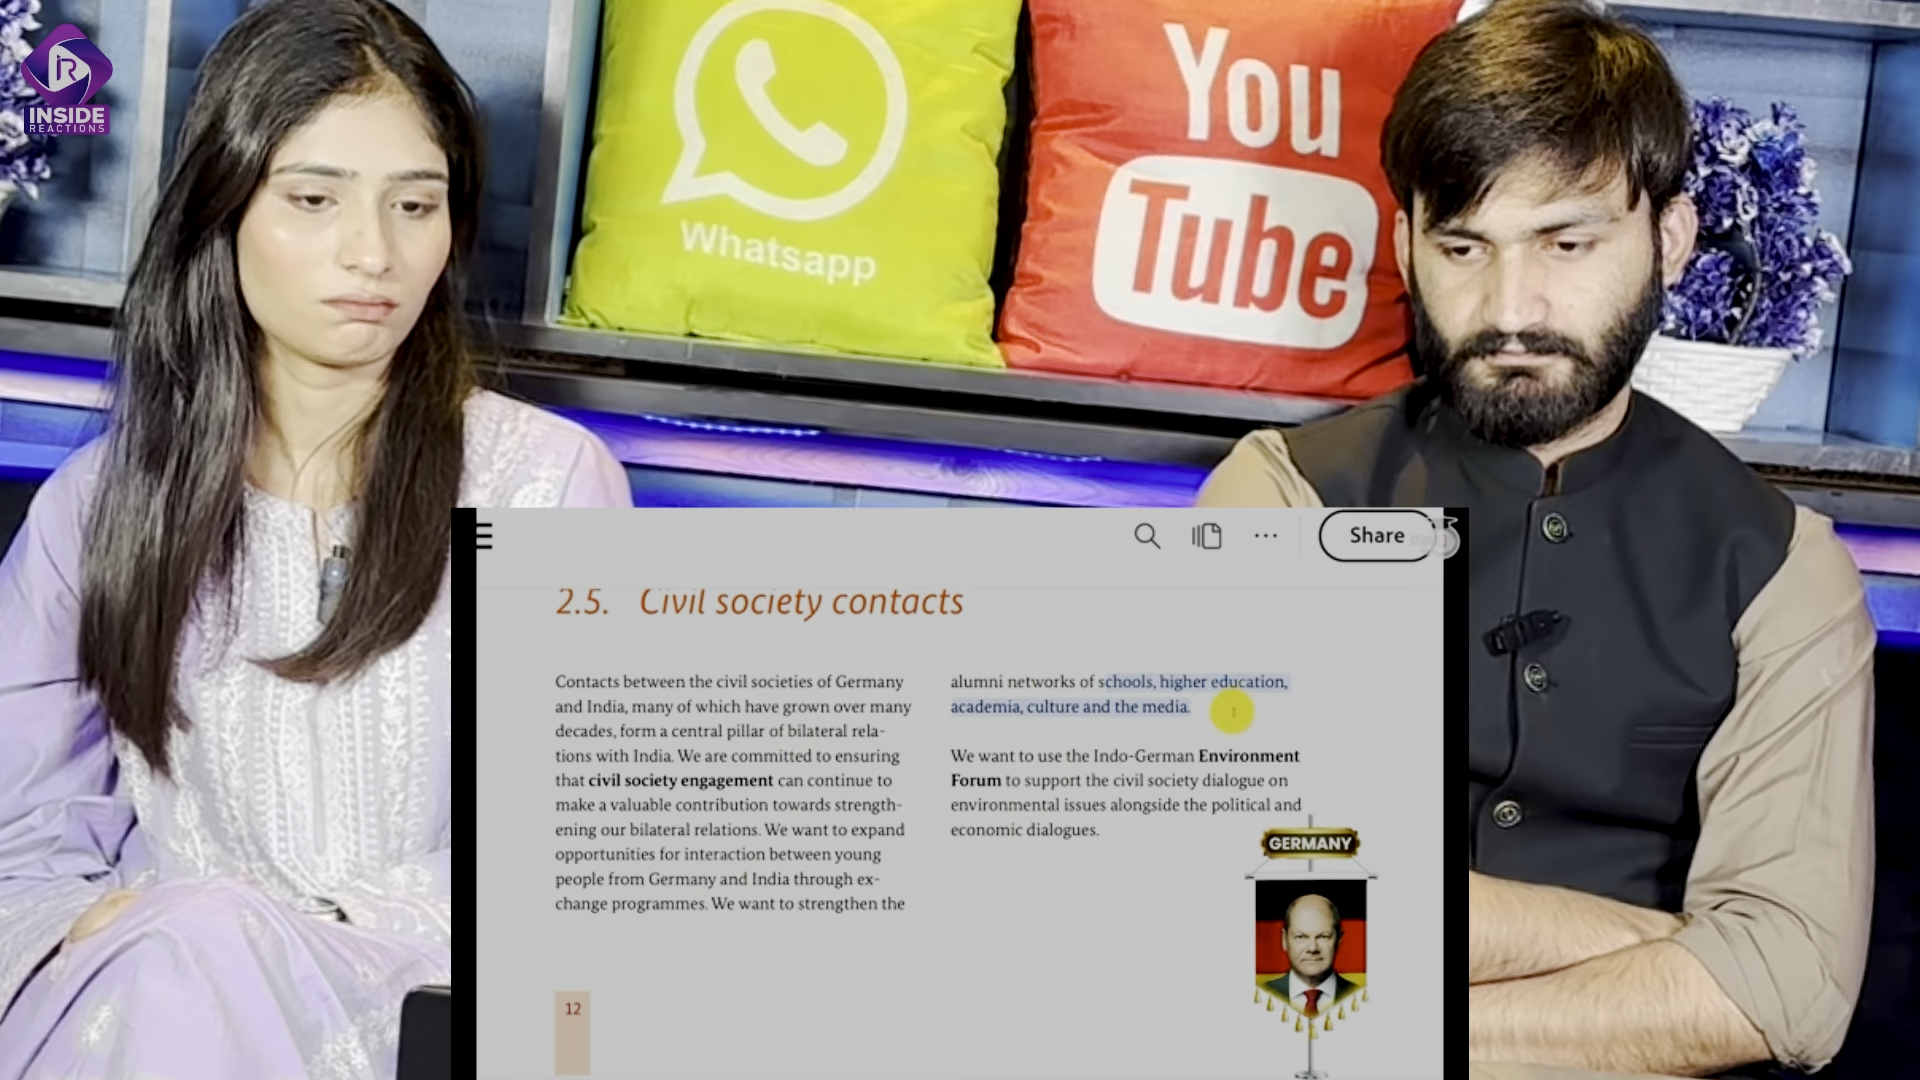 iR
INSIDE
REACTIONS
Whatsapp
You
Tube
Share
2.5. Civil society contacts
Contacts between the civil societies of Germany
and India, many of which have grown over many
decades, form a central pillar of bilateral rela-
tions with India. We are committed to ensuring
that civil society engagement can continue to
make a valuable contribution towards strength-
ening our bilateral relations. We want to expand
opportunities for interaction between young
people from Germany and India through ex-
change programmes. We want to strengthen the
12
alumni networks of schools, higher education,
academia, culture and the media.
We want to use the Indo-German Environment
Forum to support the civil society dialogue on
environmental issues alongside the political and
economic dialogues.
GERMANY